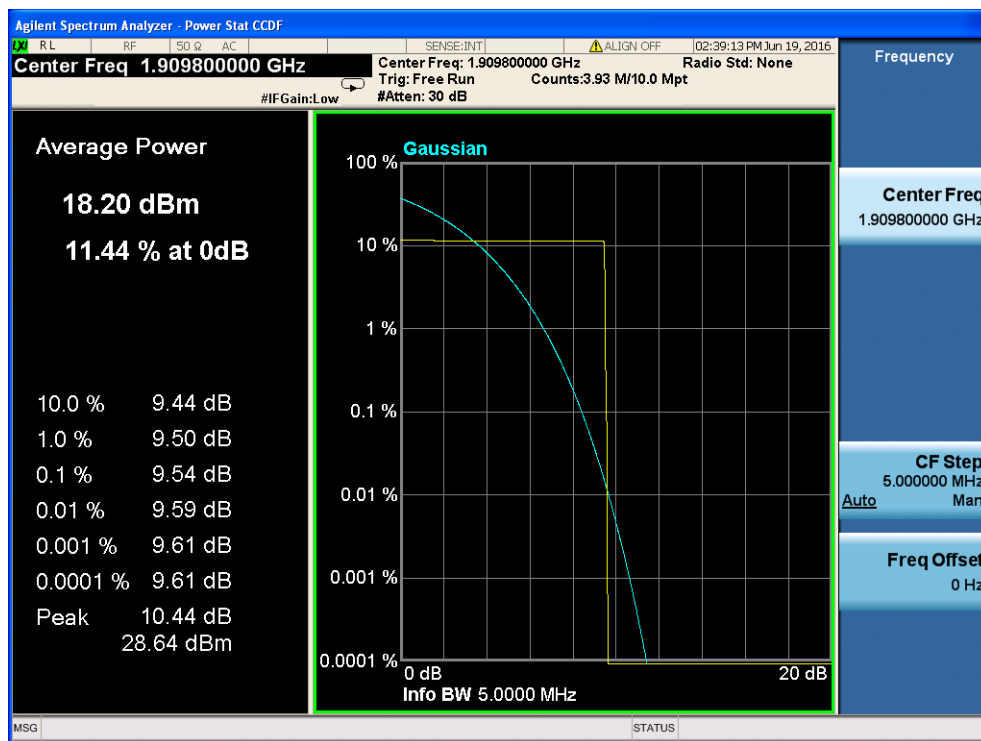 Agilent Spectrum Analyzer - Power Stat CCDF
LXI RL RF 50 Ω AC SENSE:INT ALIGN OFF 02:39:13 PM Jun 19, 2016
Center Freq 1.909800000 GHz
Center Freq: 1.909800000 GHz Radio Std: None
Trig: Free Run Counts:3.93 M/10.0 Mpt
#IFGain:Low #Atten: 30 dB
Average Power
18.20 dBm
11.44 % at 0dB
10.0 % 9.44 dB
1.0 % 9.50 dB
0.1 % 9.54 dB
0.01 % 9.59 dB
0.001 % 9.61 dB
0.0001 % 9.61 dB
Peak 10.44 dB
28.64 dBm
Gaussian
100 %
10 %
1 %
0.1 %
0.01 %
0.001 %
0.0001 %
0 dB 20 dB
Info BW 5.0000 MHz
Frequency
Center Freq
1.909800000 GHz
CF Step
5.000000 MHz
Auto Man
Freq Offset
0 Hz
MSG STATUS